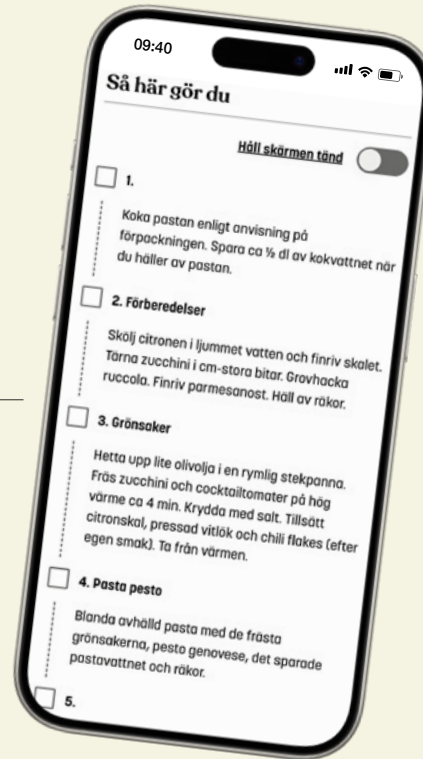 09:40
Så här gör du
Håll skärmen tänd
1.
Koka pastan enligt anvisning på
förpackningen. Spara ca ½ dl av kokvattnet när
du häller av pastan.
2. Förberedelser
Skölj citronen i ljummet vatten och finriv skalet.
Tärna zucchini i cm-stora bitar. Grovhacka
ruccola. Finriv parmesanost. Häll av räkor.
3. Grönsaker
Hetta upp lite olivolja i en rymlig stekpanna.
Fräs zucchini och cocktailtomater på hög
värme ca 4 min. Krydda med salt. Tillsätt
citronskal, pressad vitlök och chili flakes (efter
egen smak). Ta från värmen.
4. Pasta pesto
Blanda avhälld pasta med de frästa
grönsakerna, pesto genovese, det sparade
pastavattnet och räkor.
5.